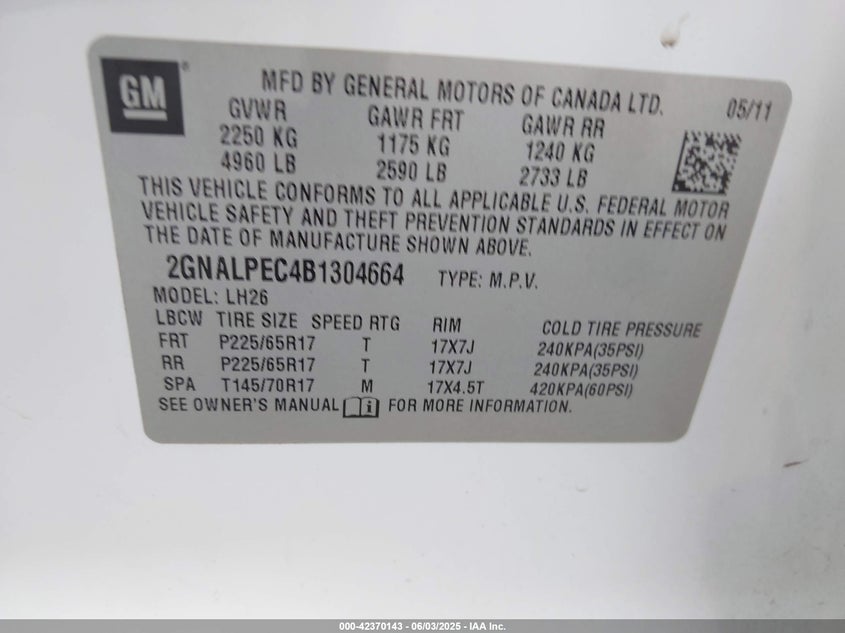 GM ®
MFD BY GENERAL MOTORS OF CANADA LTD. 05/11
GVWR GAWR FRT GAWR RR
2250 KG 1175 KG 1240 KG
4960 LB 2590 LB 2733 LB
THIS VEHICLE CONFORMS TO ALL APPLICABLE U.S. FEDERAL MOTOR
VEHICLE SAFETY AND THEFT PREVENTION STANDARDS IN EFFECT ON
THE DATE OF MANUFACTURE SHOWN ABOVE.
2GNALPEC4B1304664 TYPE: M.P.V.
MODEL: LH26
LBCW TIRE SIZE SPEED RTG RIM COLD TIRE PRESSURE
FRT P225/65R17 T 17X7J 240KPA(35PSI)
RR P225/65R17 T 17X7J 240KPA(35PSI)
SPA T145/70R17 M 17X4.5T 420KPA(60PSI)
SEE OWNER'S MANUAL i FOR MORE INFORMATION.
000-42370143 - 06/03/2025 - IAA Inc.